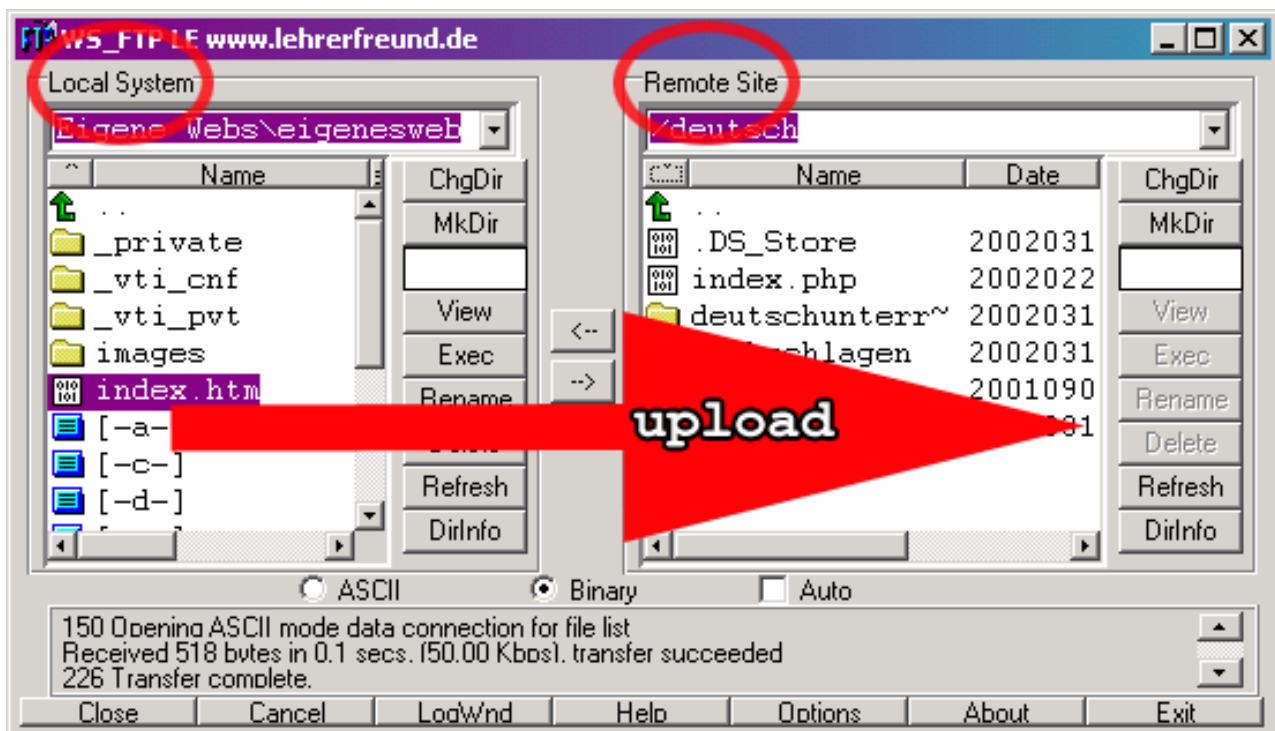 WS_FTP LE www.lehrerfreund.de
Local System
Remote Site
Eigene Webs\eigenesweb
/deutsch
Name
ChgDir
Name
Date
ChgDir
..
MkDir
..
MkDir
_private
.DS_Store 2002031
_vti_cnf
index.php 2002022
_vti_pvt
View
deutschunterr~ 2002031
View
images
Exec
<--
hlagen 2002031
Exec
index.htm
Rename
-->
2001090
Rename
upload
[-a-
Delete
[-c-]
Refresh
Refresh
[-d-]
DirInfo
DirInfo
ASCII
Binary
Auto
150 Opening ASCII mode data connection for file list
Received 518 bytes in 0.1 secs, (50.00 Kbps), transfer succeeded
226 Transfer complete.
Close
Cancel
LogWnd
Help
Options
About
Exit